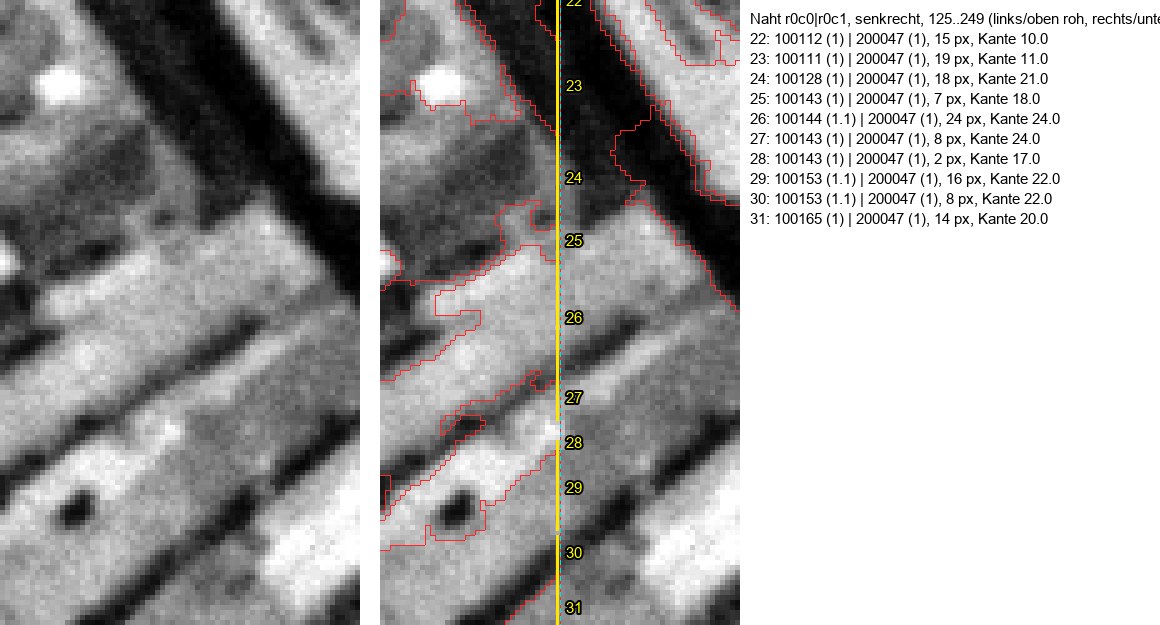 Naht r0c0|r0c1, senkrecht, 125..249 (links/oben roh, rechts/unte
22: 100112 (1) | 200047 (1), 15 px, Kante 10.0
23: 100111 (1) | 200047 (1), 19 px, Kante 11.0
24: 100128 (1) | 200047 (1), 18 px, Kante 21.0
25: 100143 (1) | 200047 (1), 7 px, Kante 18.0
26: 100144 (1.1) | 200047 (1), 24 px, Kante 24.0
27: 100143 (1) | 200047 (1), 8 px, Kante 24.0
28: 100143 (1) | 200047 (1), 2 px, Kante 17.0
29: 100153 (1.1) | 200047 (1), 16 px, Kante 22.0
30: 100153 (1.1) | 200047 (1), 8 px, Kante 22.0
31: 100165 (1) | 200047 (1), 14 px, Kante 20.0
22
23
24
25
26
27
28
29
30
31